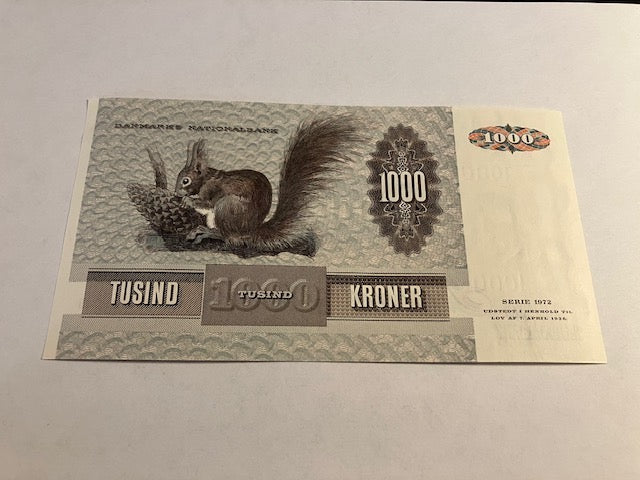 DANMARKS NATIONALBANK
1000
1000
TUSIND
1000
TUSIND
KRONER
SERIE 1972
UDSTEDT I HENHOLD TIL
LOV AF 7. APRIL 1936.